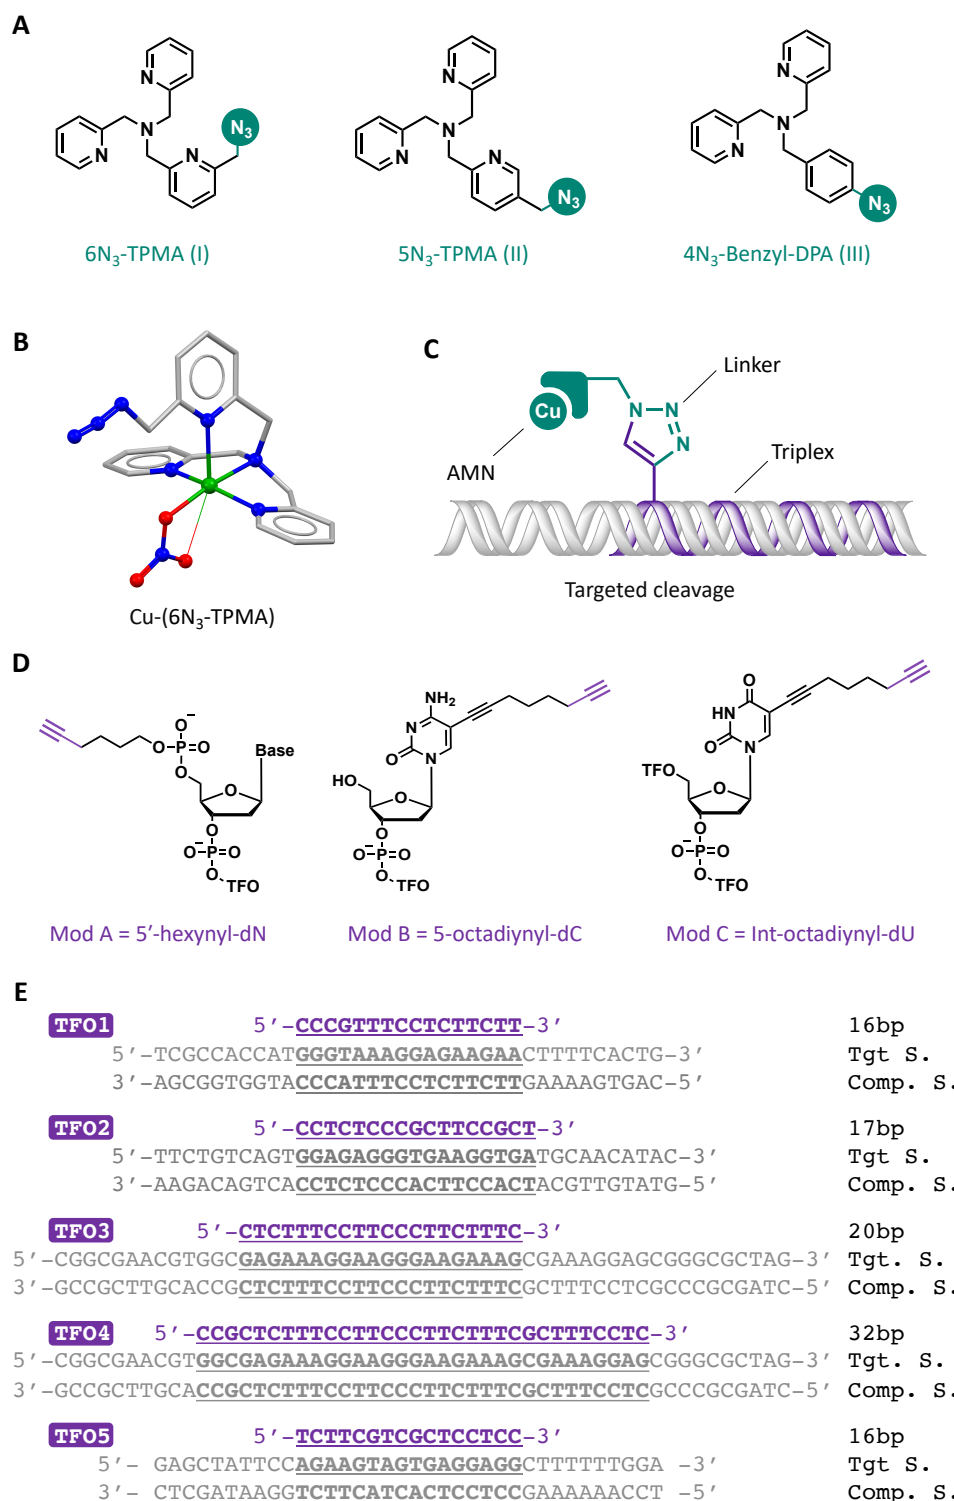 A
N
N
N
N
N₃
6N₃-TPMA (I)
N
N
N
N
N₃
5N₃-TPMA (II)
N
N
N
N₃
4N₃-Benzyl-DPA (III)
B
Cu-(6N₃-TPMA)
C
Linker
Cu
N
N
N
AMN
Triplex
Targeted cleavage
D
O⁻
O P O
O
Base
O
O
O⁻ P=O
O
TFO
Mod A = 5′-hexynyl-dN
NH₂
N
O
N
HO
O
O
O⁻ P=O
O
TFO
Mod B = 5-octadiynyl-dC
O
HN
O
N
TFO
O
O
O⁻ P=O
O
TFO
Mod C = Int-octadiynyl-dU
E
TFO1 5′-CCCGTTTCCTCTTCTT-3′ 16bp
5′-TCGCCACCATGGGTAAAGGAGAAGAACTTTTCACTG-3′ Tgt S.
3′-AGCGGTGGTACCCATTTCCTCTTCTTGAAAAGTGAC-5′ Comp. S.
TFO2 5′-CCTCTCCCGCTTCCGCT-3′ 17bp
5′-TTCTGTCAGTGGAGAGGGTGAAGGTGATGCAACATAC-3′ Tgt S.
3′-AAGACAGTCACCTCTCCCACTTCCACTACGTTGTATG-5′ Comp. S.
TFO3 5′-CTCTTTCCTTCCCTTCTTTC-3′ 20bp
5′-CGGCGAACGTGGCGAGAAAGGAAGGGAAGAAAGCGAAAGGAGCGGGCGCTAG-3′ Tgt. S.
3′-GCCGCTTGCACCGCTCTTTCCTTCCCTTCTTTCGCTTTCCTCGCCCGCGATC-5′ Comp. S.
TFO4 5′-CCGCTCTTTCCTTCCCTTCTTTCGCTTTCCTC-3′ 32bp
5′-CGGCGAACGTGGCGAGAAAGGAAGGGAAGAAAGCGAAAGGAGCGGGCGCTAG-3′ Tgt. S.
3′-GCCGCTTGCACCGCTCTTTCCTTCCCTTCTTTCGCTTTCCTCGCCCGCGATC-5′ Comp. S.
TFO5 5′-TCTTCGTCGCTCCTCC-3′ 16bp
5′- GAGCTATTCCAGAAGTAGTGAGGAGGCTTTTTTGGA -3′ Tgt S.
3′- CTCGATAAGGTCTTCATCACTCCTCCGAAAAAACCT -5′ Comp. S.